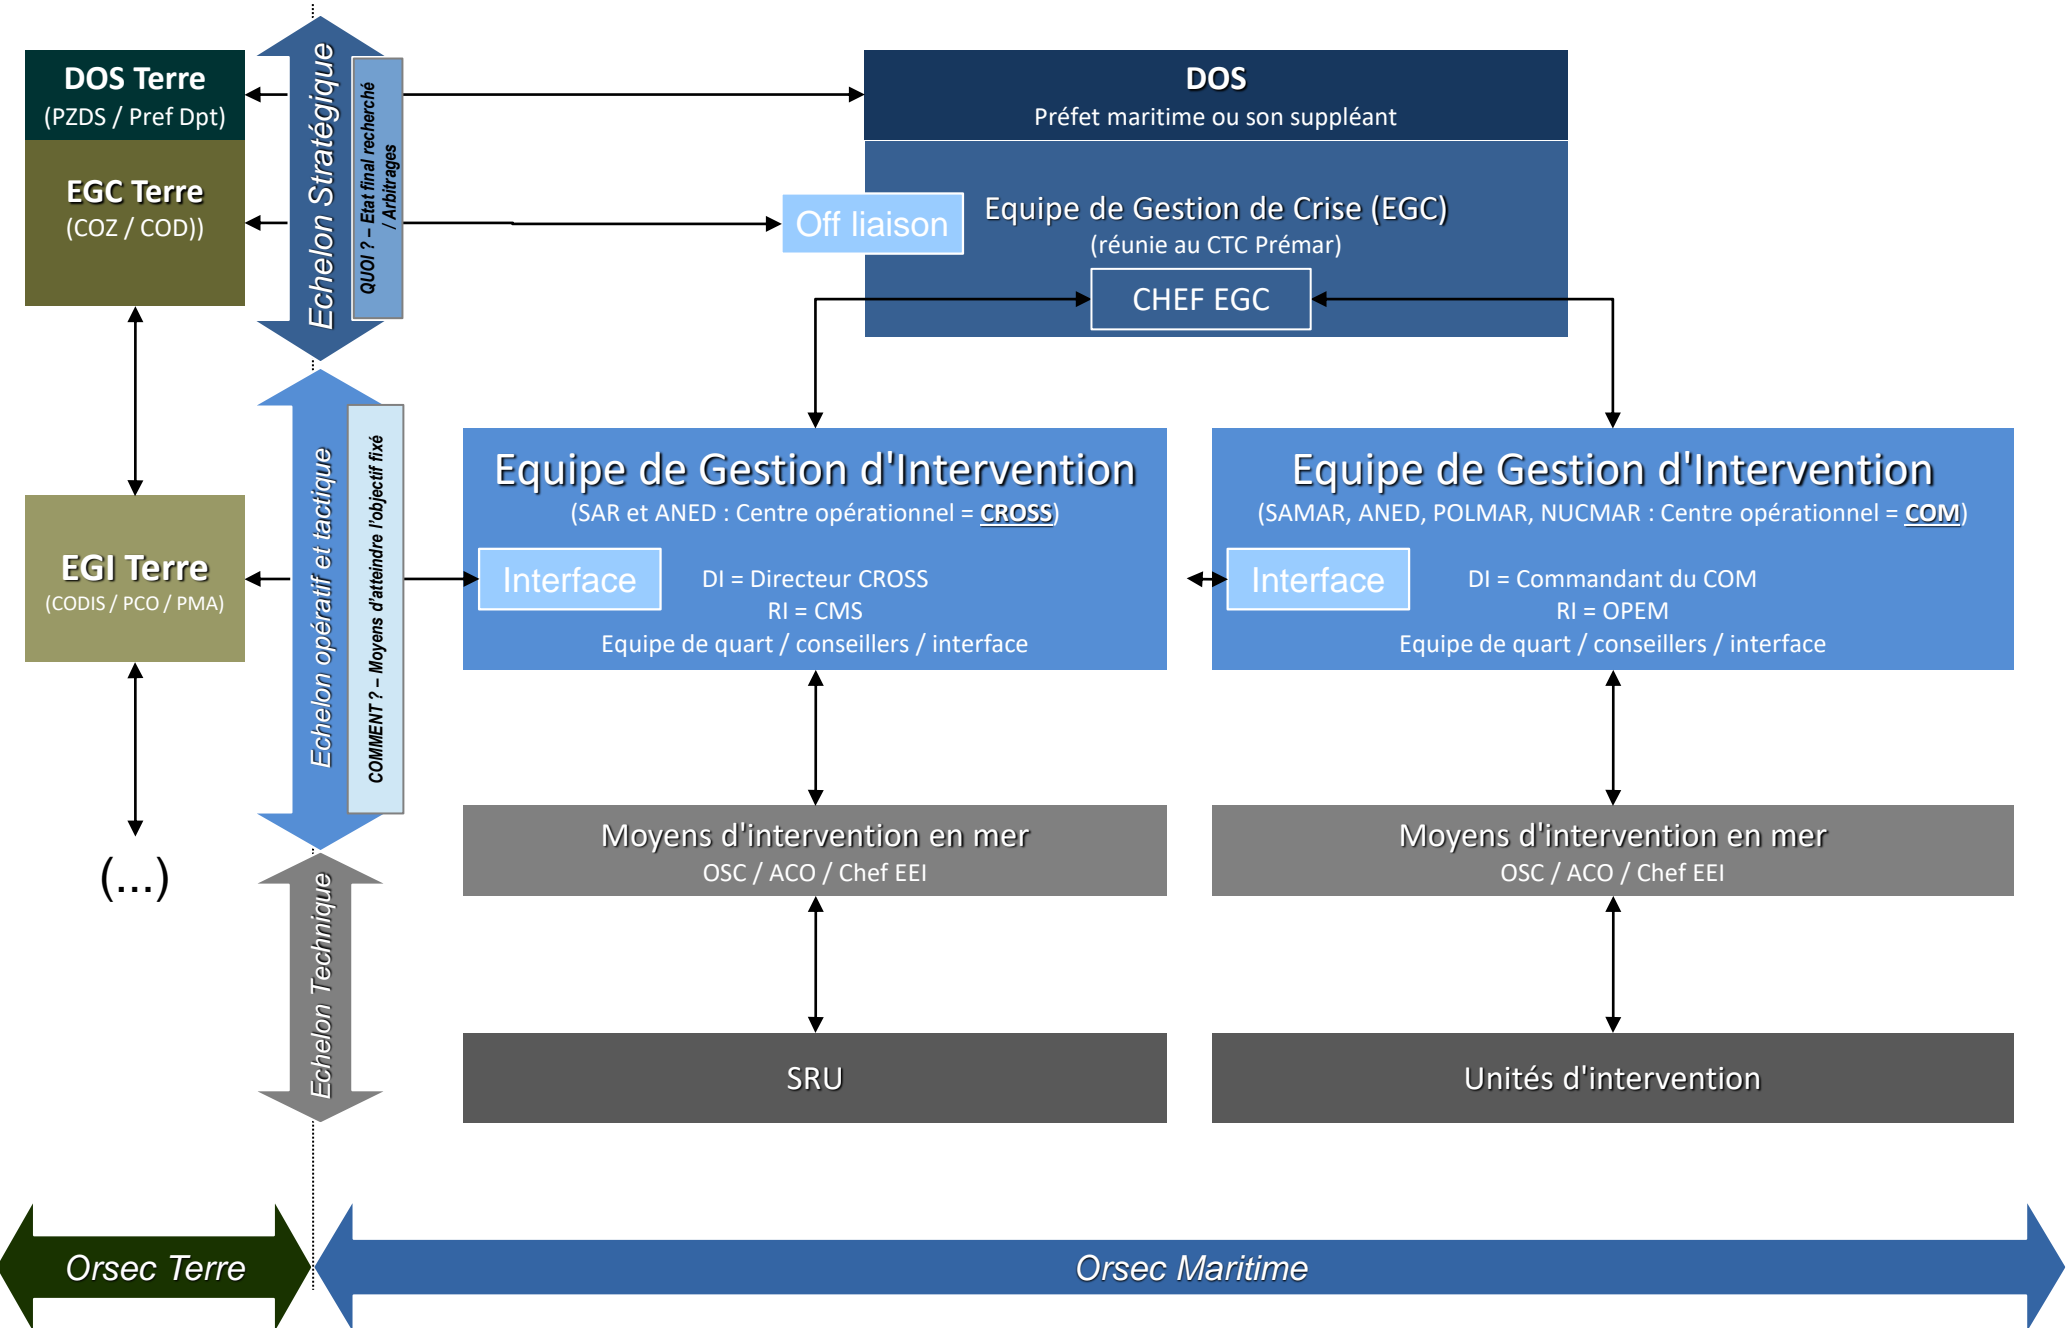 DOS Terre
(PZDS / Pref Dpt)
EGC Terre
(COZ / COD))
EGI Terre
(CODIS / PCO / PMA)
(...)
Echelon Stratégique
QUOI ? – Etat final recherché
/ Arbitrages
Echelon opératif et tactique
COMMENT ? – Moyens d'atteindre l'objectif fixé
Echelon Technique
DOS
Préfet maritime ou son suppléant
Off liaison
Equipe de Gestion de Crise (EGC)
(réunie au CTC Prémar)
CHEF EGC
Equipe de Gestion d'Intervention
(SAR et ANED : Centre opérationnel = CROSS)
Interface
DI = Directeur CROSS
RI = CMS
Equipe de quart / conseillers / interface
Equipe de Gestion d'Intervention
(SAMAR, ANED, POLMAR, NUCMAR : Centre opérationnel = COM)
Interface
DI = Commandant du COM
RI = OPEM
Equipe de quart / conseillers / interface
Moyens d'intervention en mer
OSC / ACO / Chef EEI
Moyens d'intervention en mer
OSC / ACO / Chef EEI
SRU
Unités d'intervention
Orsec Terre
Orsec Maritime